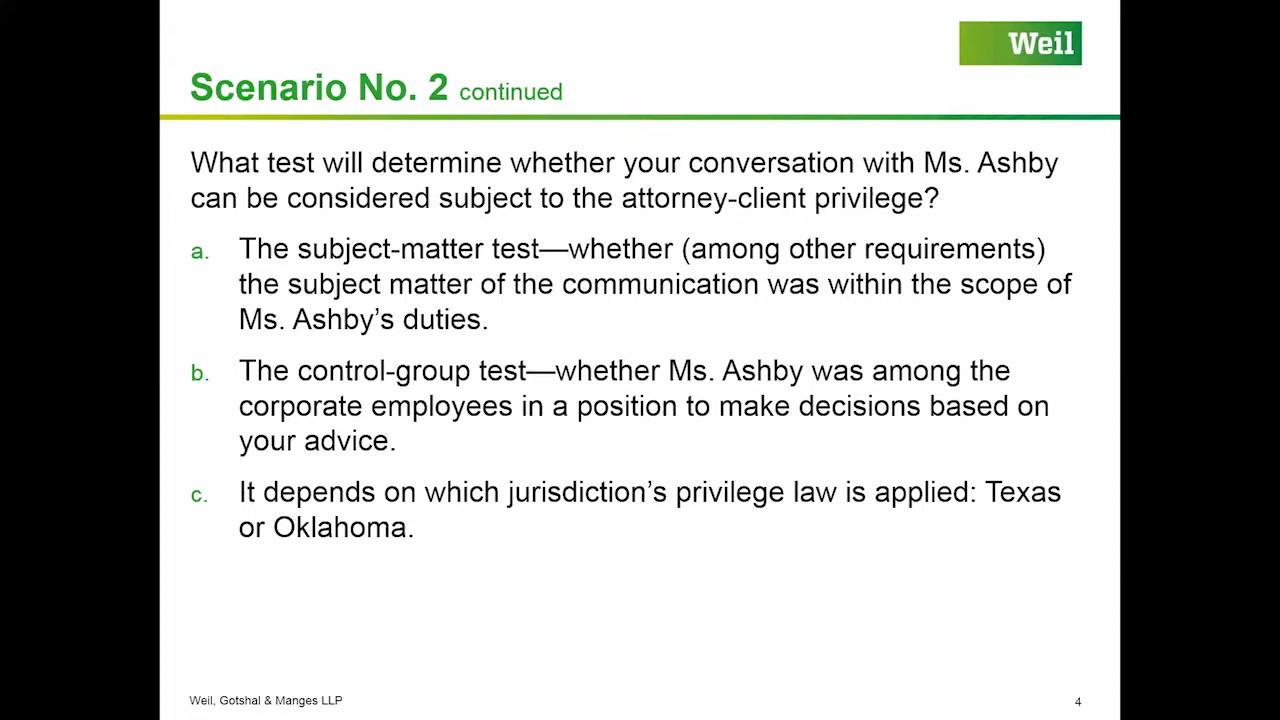 Weil
Scenario No. 2 continued
What test will determine whether your conversation with Ms. Ashby
can be considered subject to the attorney-client privilege?
a. The subject-matter test—whether (among other requirements)
the subject matter of the communication was within the scope of
Ms. Ashby’s duties.
b. The control-group test—whether Ms. Ashby was among the
corporate employees in a position to make decisions based on
your advice.
c. It depends on which jurisdiction’s privilege law is applied: Texas
or Oklahoma.
Weil, Gotshal & Manges LLP
4